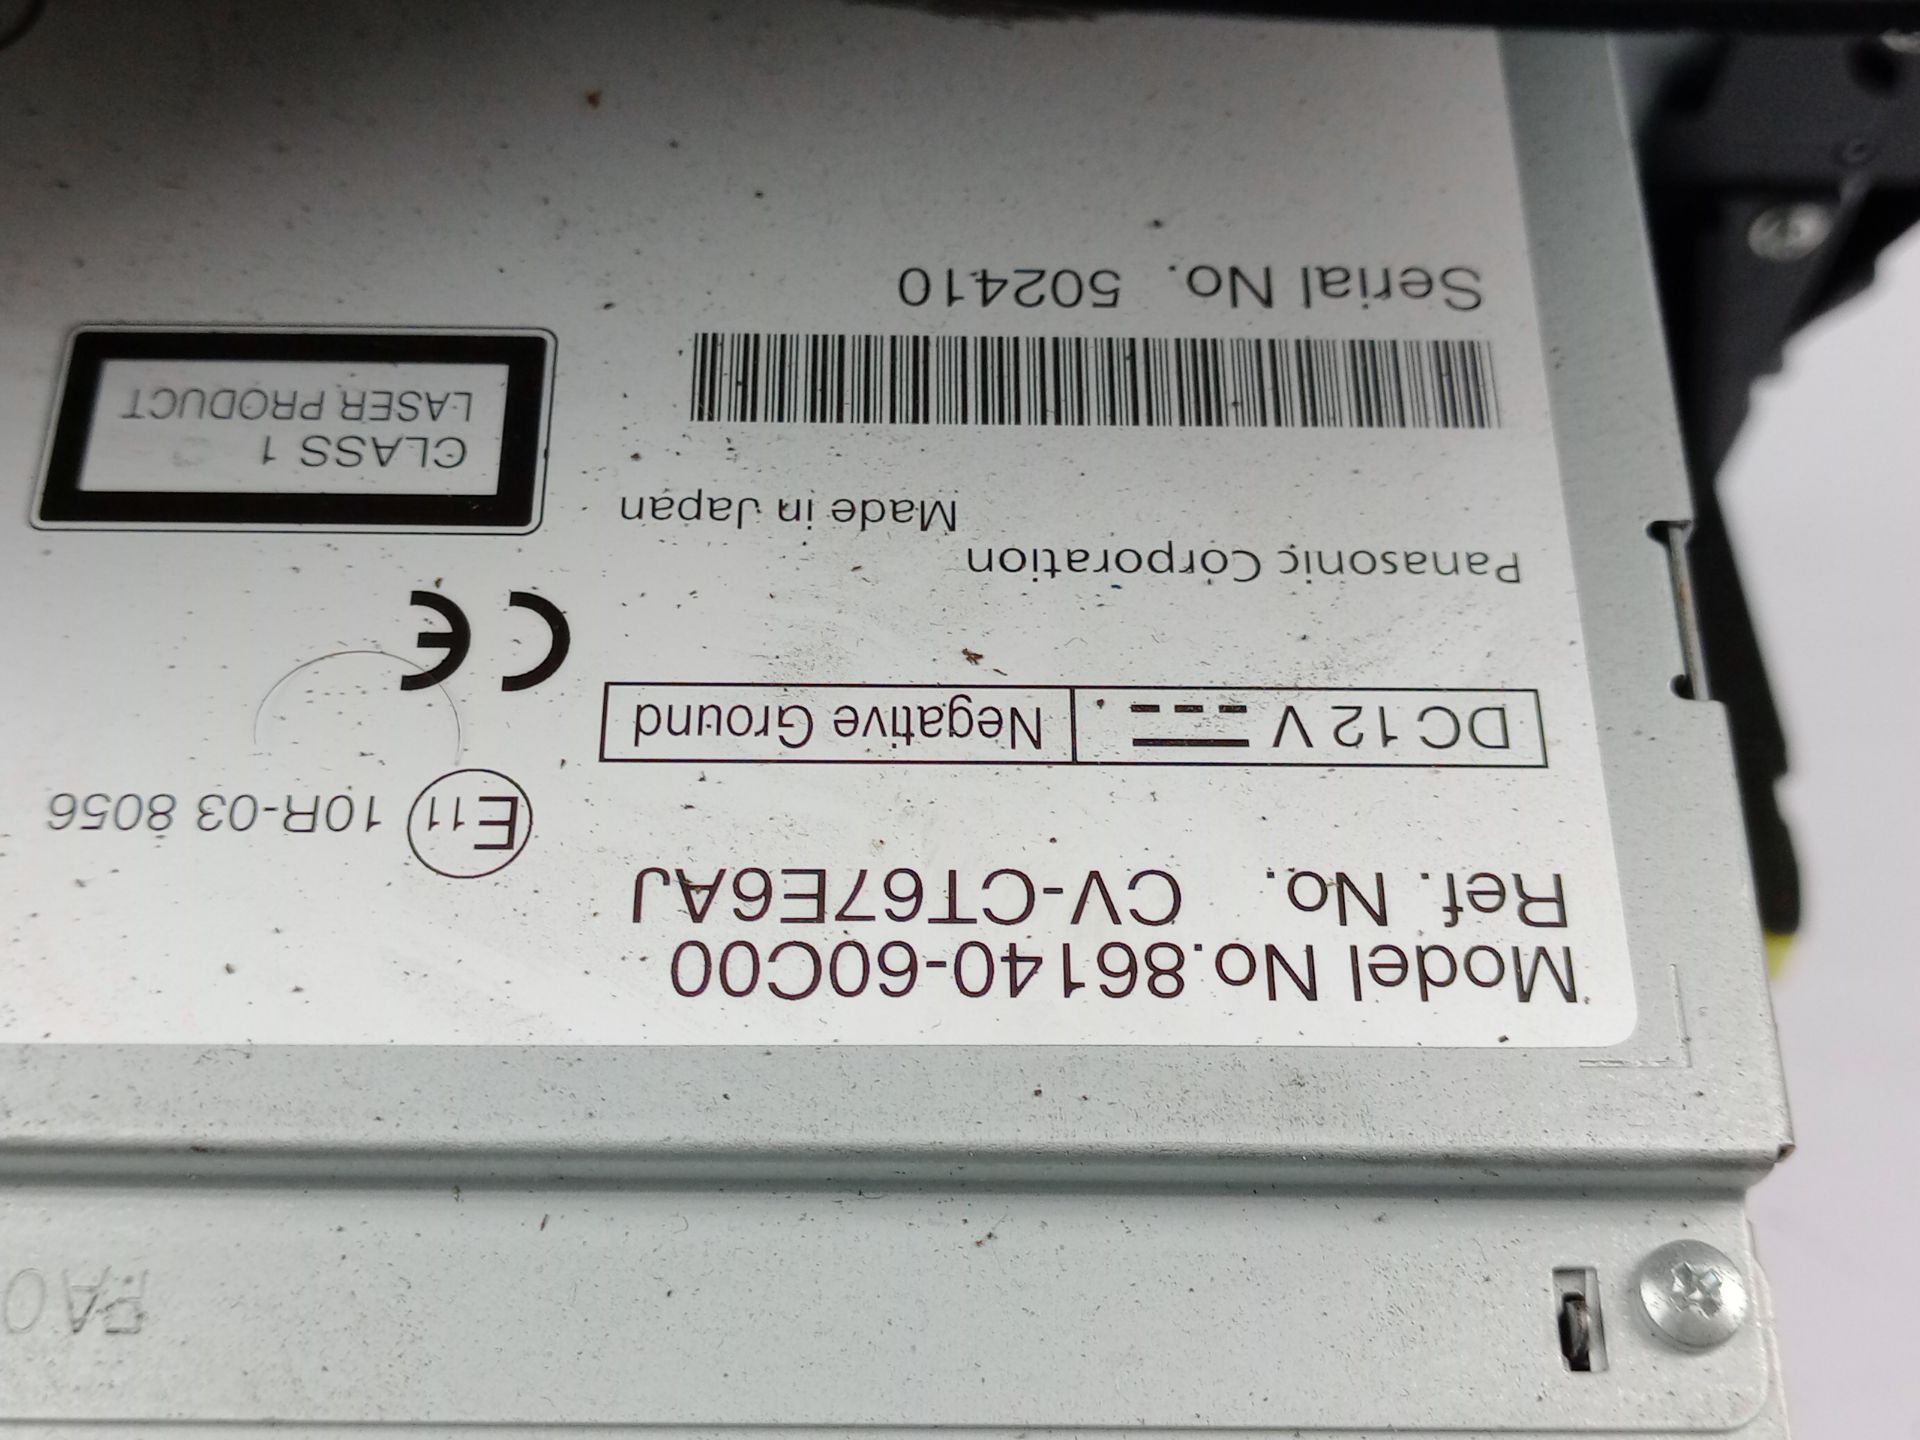 Model No.86140-60C00
Ref. No. CV-CT67E6AJ
E11 10R-03 8056
DC 12 V
Negative Ground
CE
Panasonic Corporation
Made in Japan
CLASS 1
LASER PRODUCT
Serial No. 502410